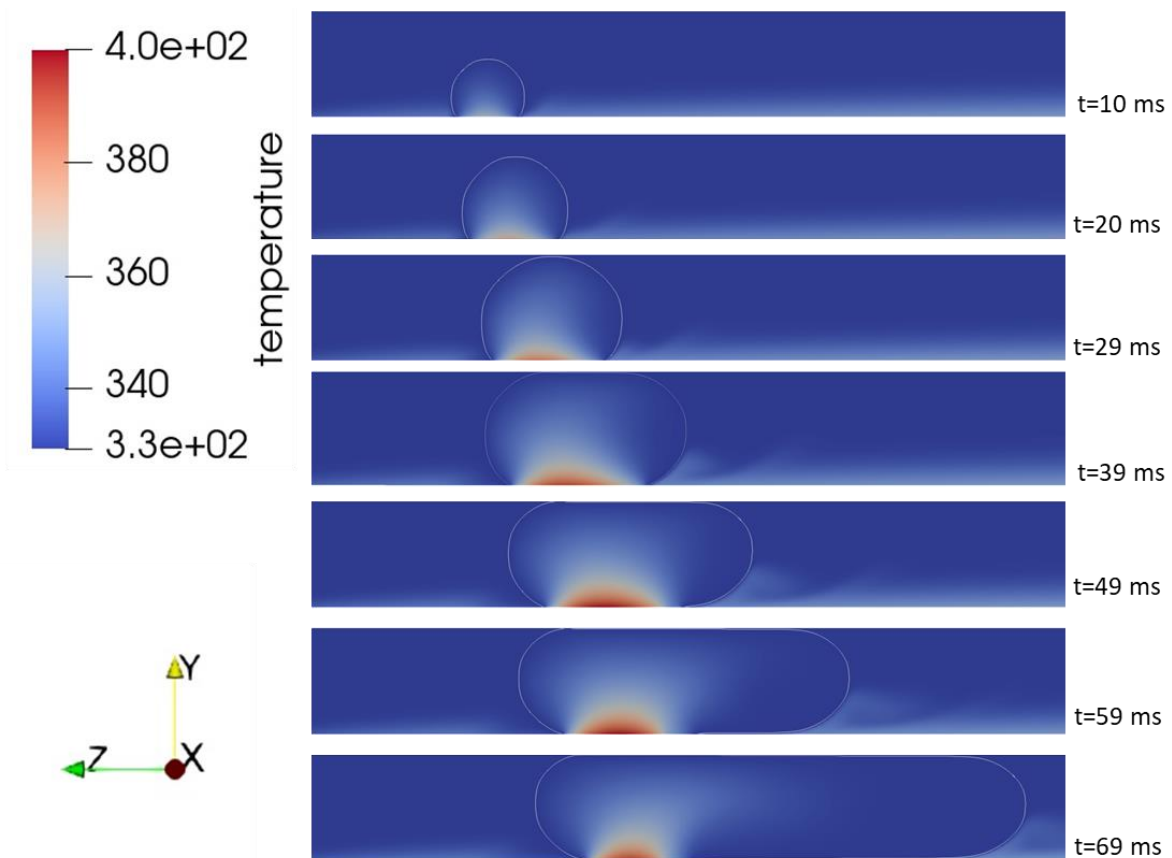 4.0e+02
380
360
340
3.3e+02
temperature
Y
Z
X
t=10 ms
t=20 ms
t=29 ms
t=39 ms
t=49 ms
t=59 ms
t=69 ms